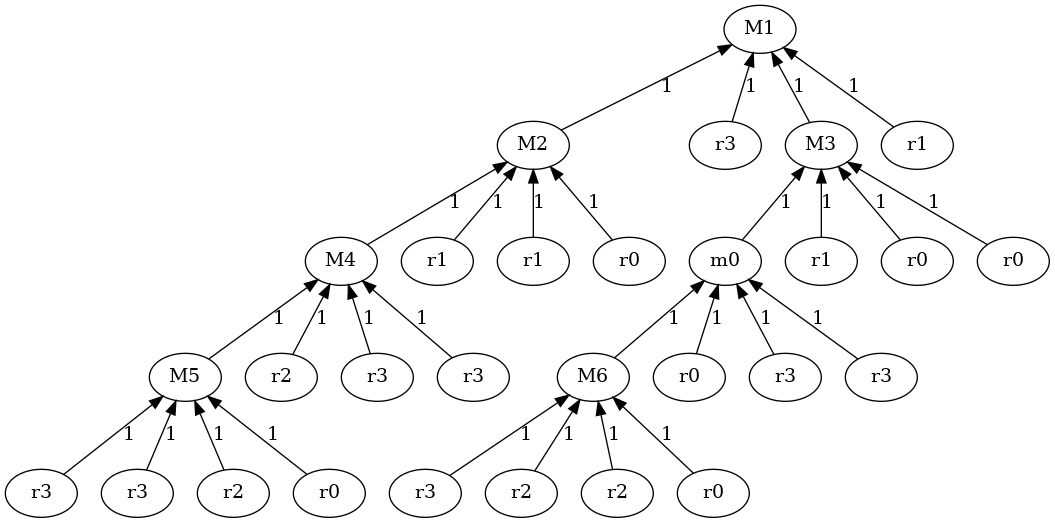 M1
1 1 1 1
M2 r3 M3 r1
1 1 1 1 1 1 1 1
M4 r1 r1 r0 m0 r1 r0 r0
1 1 1 1 1 1 1 1
M5 r2 r3 r3 M6 r0 r3 r3
1 1 1 1 1 1 1 1
r3 r3 r2 r0 r3 r2 r2 r0